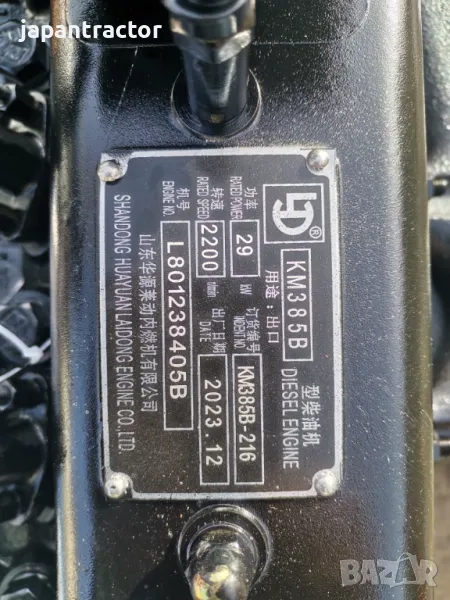 japantractor
LD®
KM385B
型柴油机
DIESEL ENGINE
用途：出口
功率
RATED POWER
29
kW
订货编号
INDENT NO.
KM385B-216
转速
RATED SPEED
2200
r/min
出厂日期
DATE
2023.12
机号
ENGINE NO.
L801238405B
山东华源莱动内燃机有限公司
SHANDONG HUAYUAN LAIDONG ENGINE CO.LTD.
BAZAR